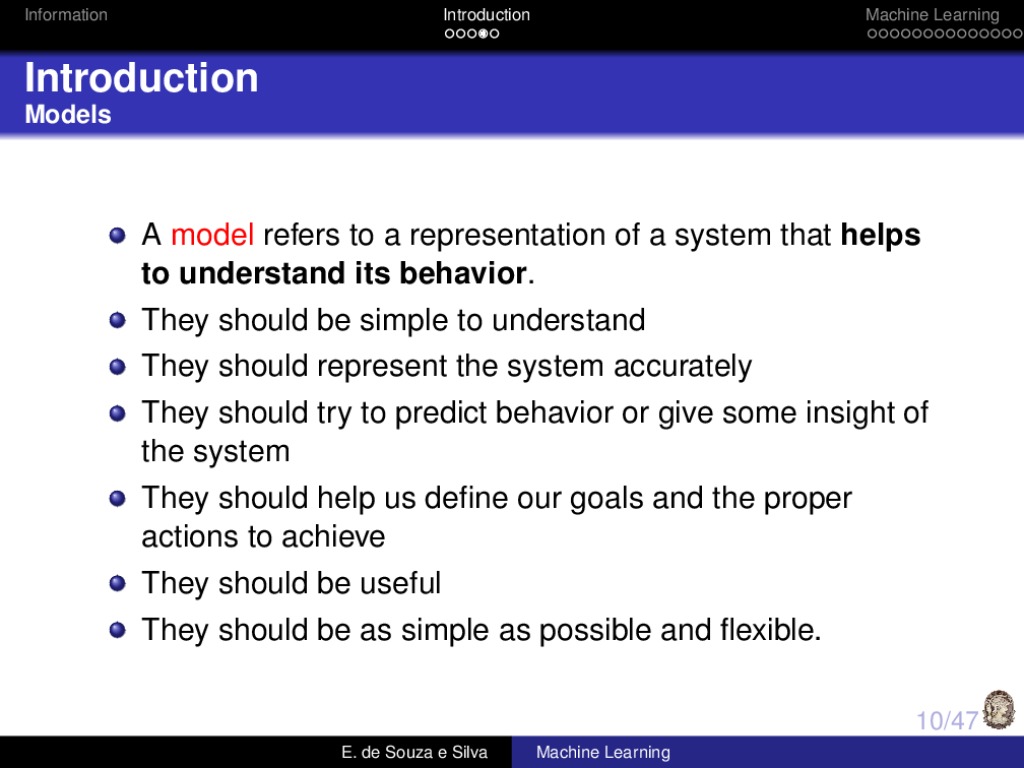 Information
Introduction
Machine Learning
Introduction
Models
A model refers to a representation of a system that helps
to understand its behavior.
They should be simple to understand
They should represent the system accurately
They should try to predict behavior or give some insight of
the system
They should help us define our goals and the proper
actions to achieve
They should be useful
They should be as simple as possible and flexible.
10/47
E. de Souza e Silva
Machine Learning